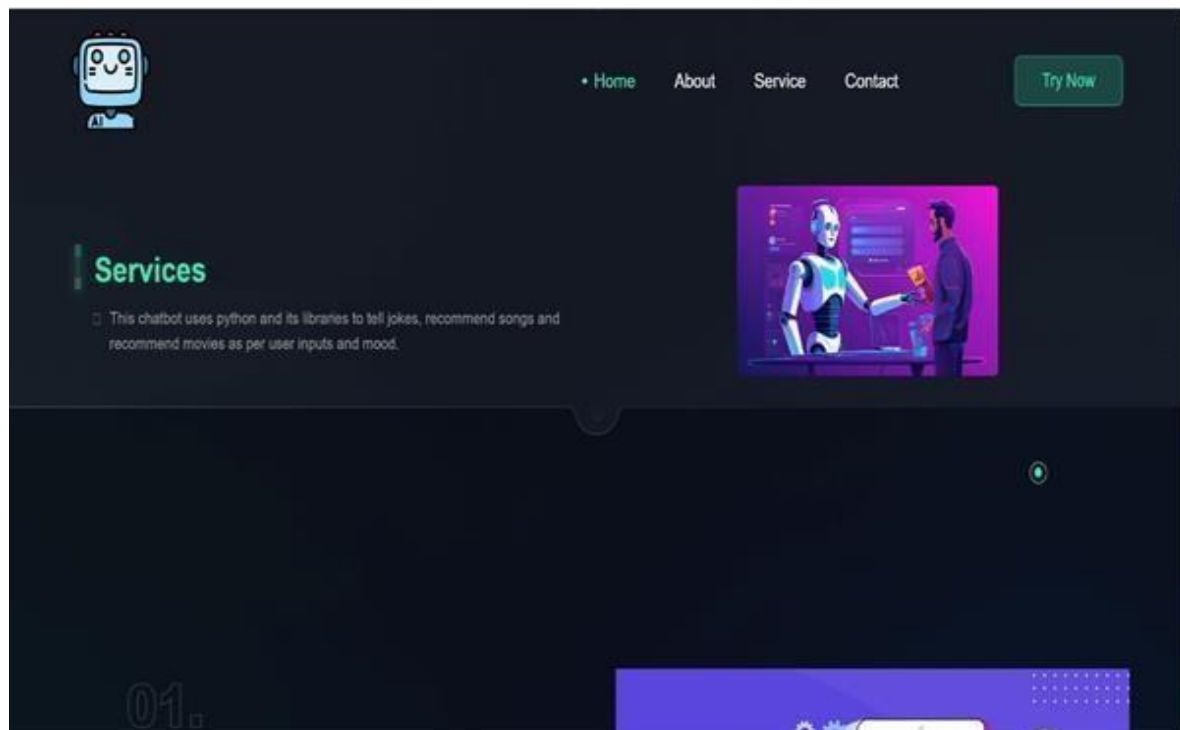 • Home About Service Contact Try Now
AI
Services
This chatbot uses python and its libraries to tell jokes, recommend songs and
recommend movies as per user inputs and mood.
01.